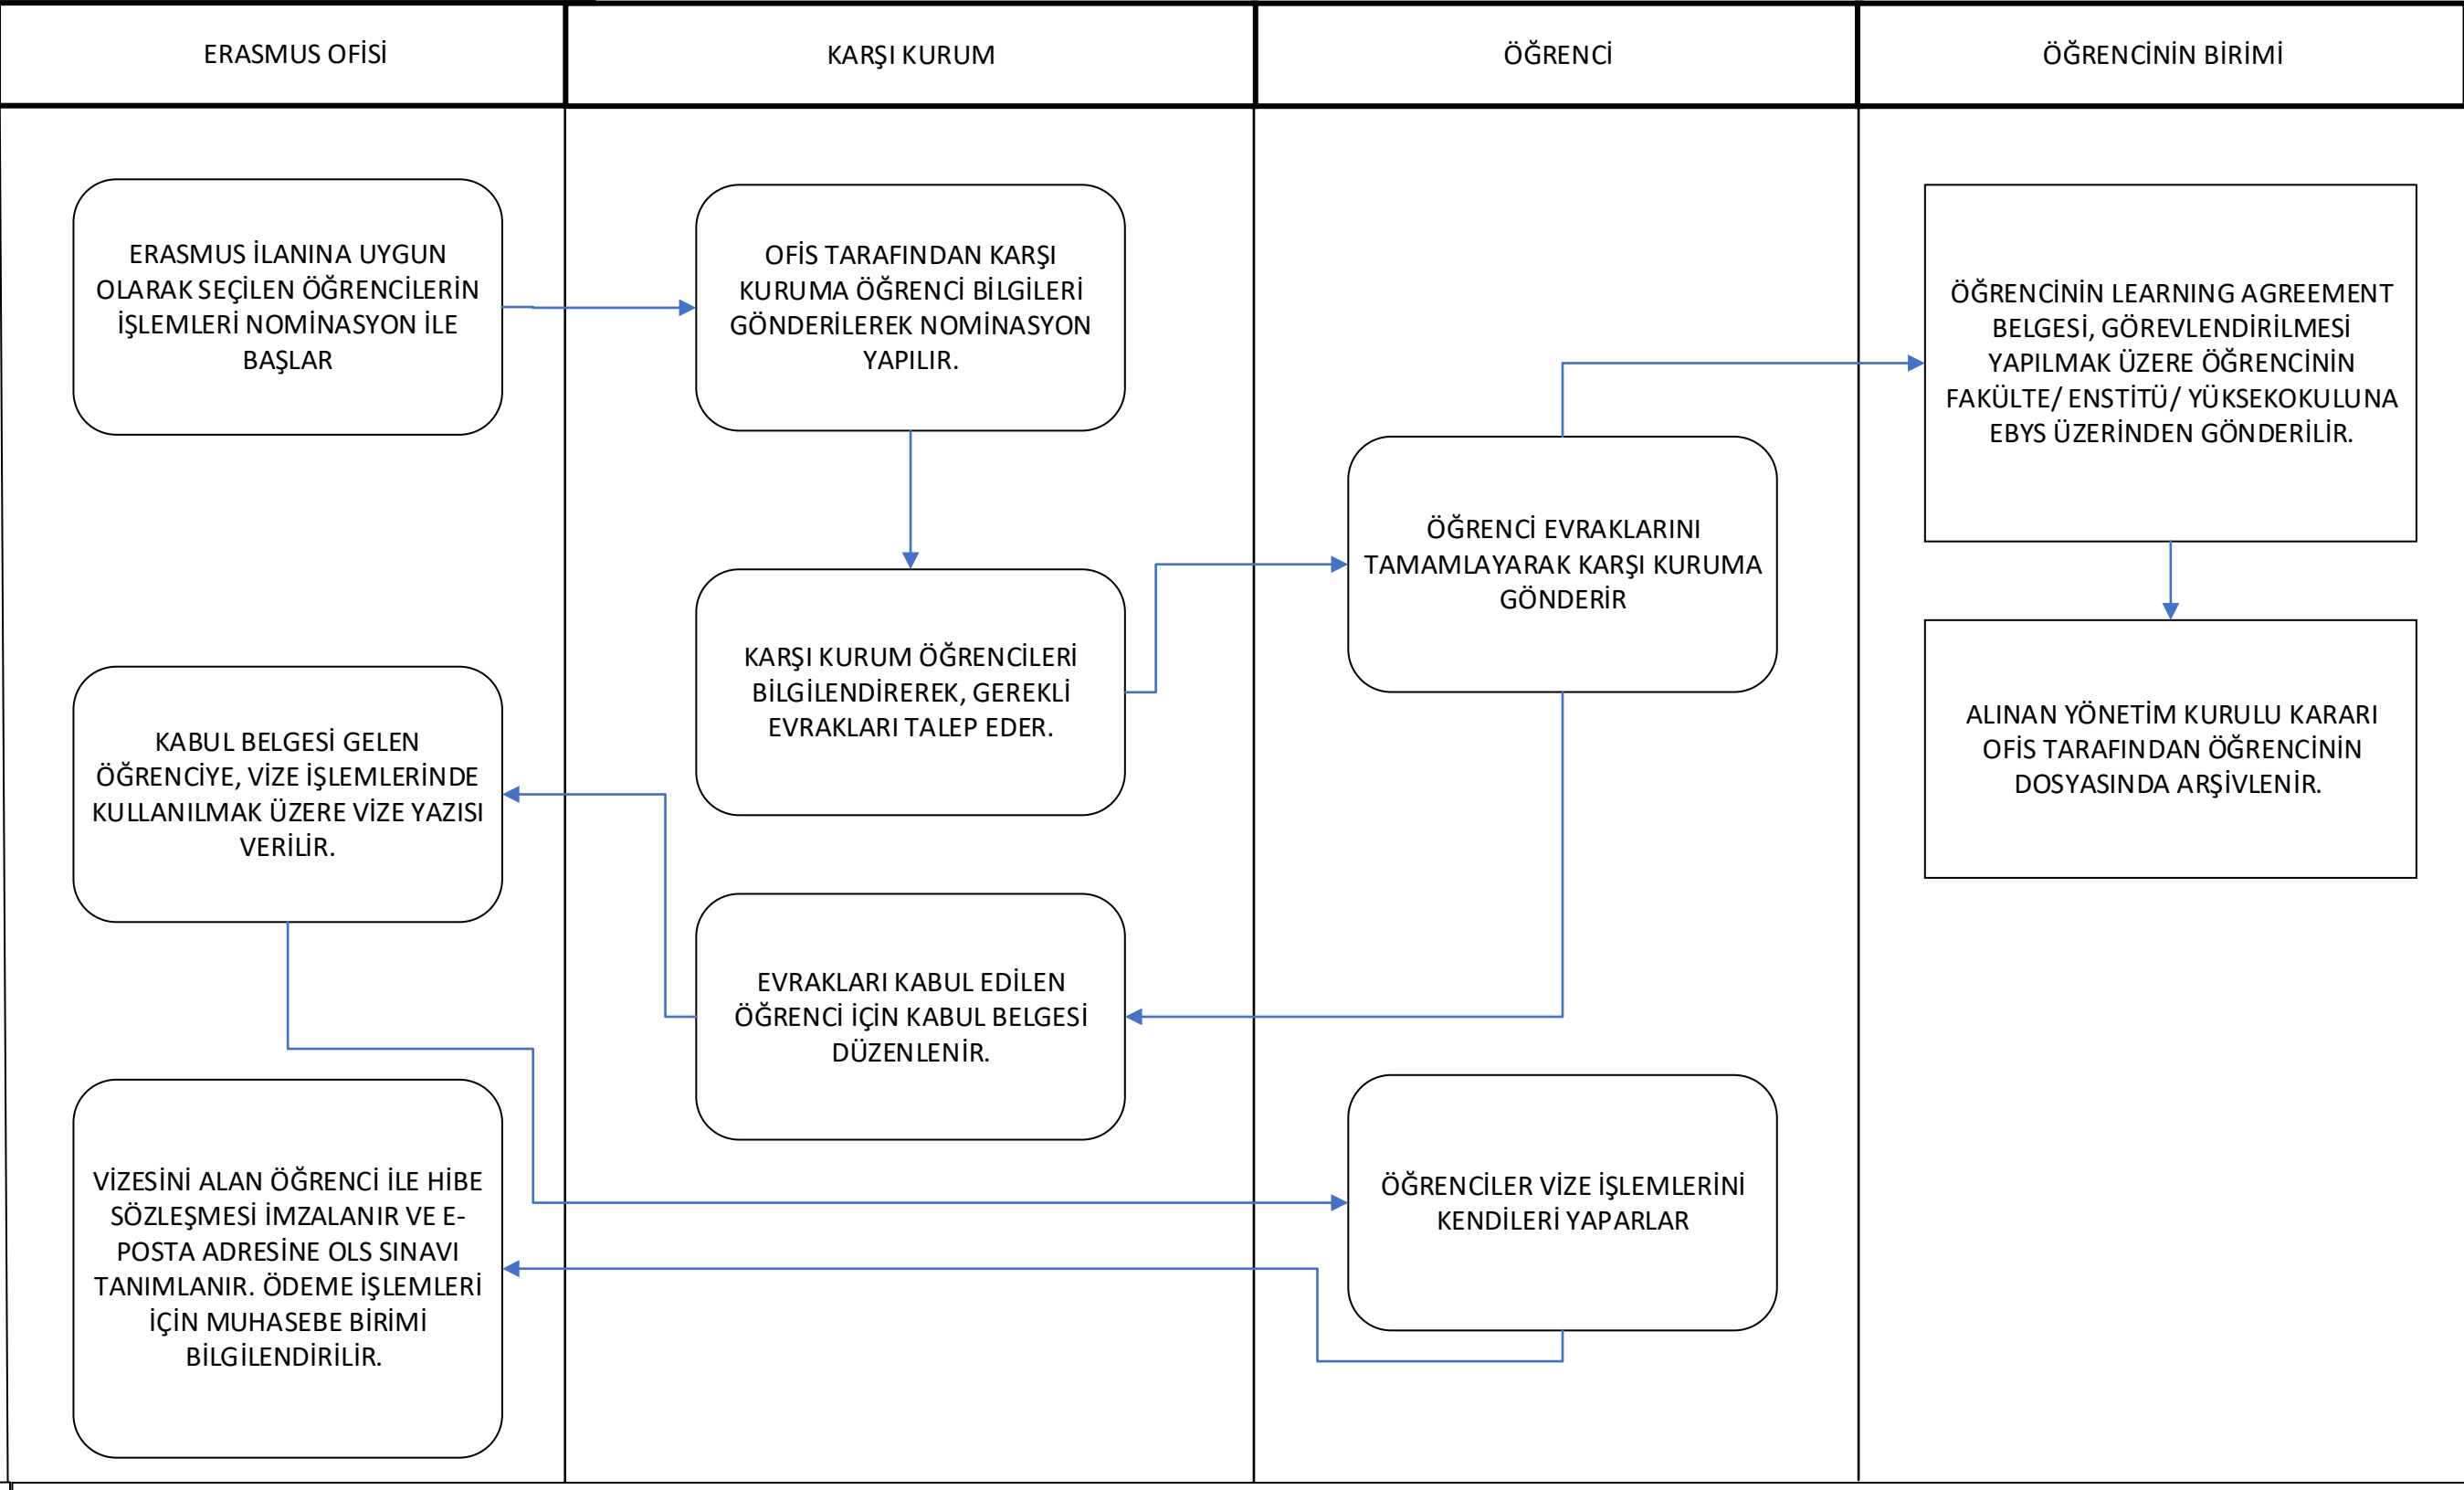 ERASMUS OFİSİ
KARŞI KURUM
ÖĞRENCİ
ÖĞRENCİNİN BİRİMİ
ERASMUS İLANINA UYGUN
OLARAK SEÇİLEN ÖĞRENCİLERİN
İŞLEMLERİ NOMİNASYON İLE
BAŞLAR
OFİS TARAFINDAN KARŞI
KURUMA ÖĞRENCİ BİLGİLERİ
GÖNDERİLEREK NOMİNASYON
YAPILIR.
ÖĞRENCİNİN LEARNING AGREEMENT
BELGESİ, GÖREVLENDİRİLMESİ
YAPILMAK ÜZERE ÖĞRENCİNİN
FAKÜLTE/ ENSTİTÜ/ YÜKSEKOKULUNA
EBYS ÜZERİNDEN GÖNDERİLİR.
ÖĞRENCİ EVRAKLARINI
TAMAMLAYARAK KARŞI KURUMA
GÖNDERİR
KARŞI KURUM ÖĞRENCİLERİ
BİLGİLENDİREREK, GEREKLİ
EVRAKLARI TALEP EDER.
ALINAN YÖNETİM KURULU KARARI
OFİS TARAFINDAN ÖĞRENCİNİN
DOSYASINDA ARŞİVLENİR.
KABUL BELGESİ GELEN
ÖĞRENCİYE, VİZE İŞLEMLERİNDE
KULLANILMAK ÜZERE VİZE YAZISI
VERİLİR.
EVRAKLARI KABUL EDİLEN
ÖĞRENCİ İÇİN KABUL BELGESİ
DÜZENLENİR.
VİZESİNİ ALAN ÖĞRENCİ İLE HİBE
SÖZLEŞMESİ İMZALANIR VE E-
POSTA ADRESİNE OLS SINAVI
TANIMLANIR. ÖDEME İŞLEMLERİ
İÇİN MUHASEBE BİRİMİ
BİLGİLENDİRİLİR.
ÖĞRENCİLER VİZE İŞLEMLERİNİ
KENDİLERİ YAPARLAR